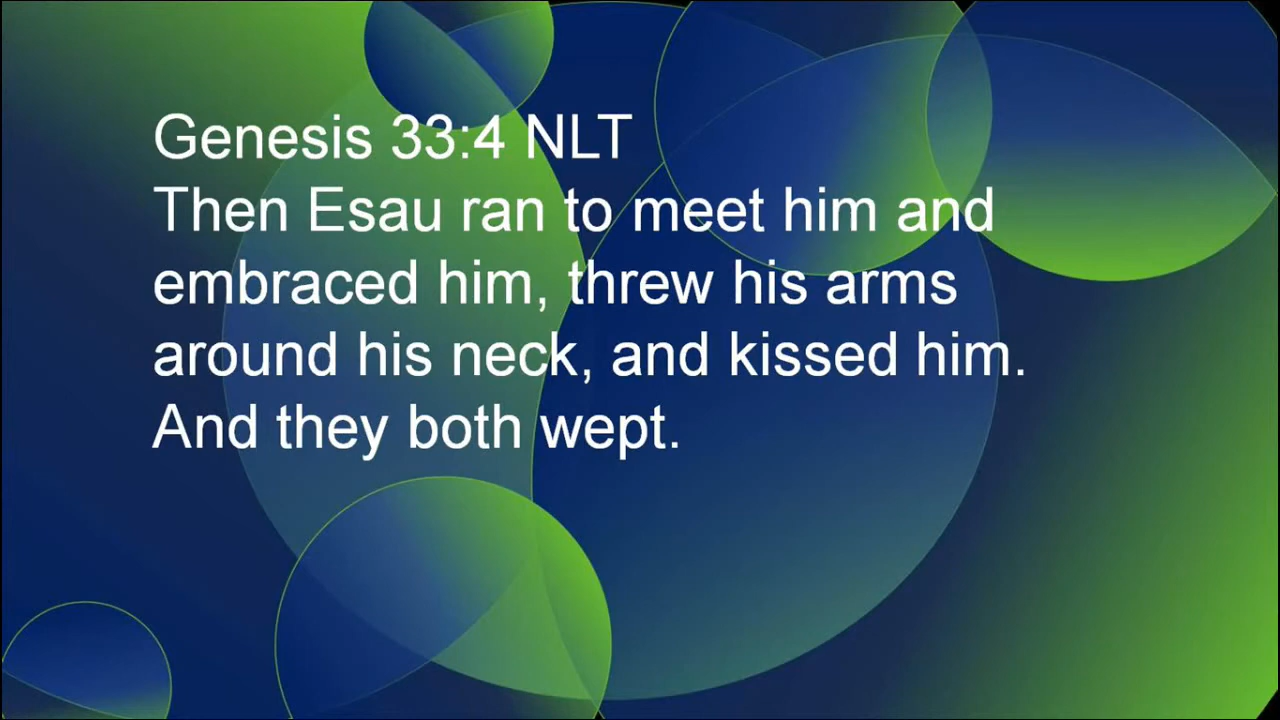 Genesis 33:4 NLT
Then Esau ran to meet him and
embraced him, threw his arms
around his neck, and kissed him.
And they both wept.